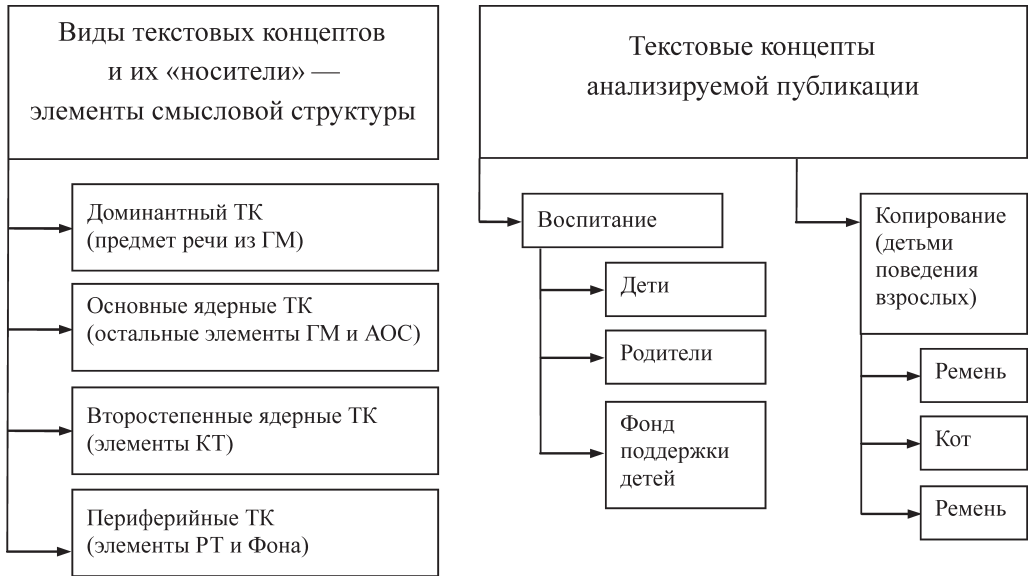 Виды текстовых концептов
и их «носители» —
элементы смысловой структуры
Доминантный ТК
(предмет речи из ГМ)
Основные ядерные ТК
(остальные элементы ГМ и АОС)
Второстепенные ядерные ТК
(элементы КТ)
Периферийные ТК
(элементы РТ и Фона)
Текстовые концепты
анализируемой публикации
Воспитание
Дети
Родители
Фонд
поддержки
детей
Копирование
(детьми
поведения
взрослых)
Ремень
Кот
Ремень